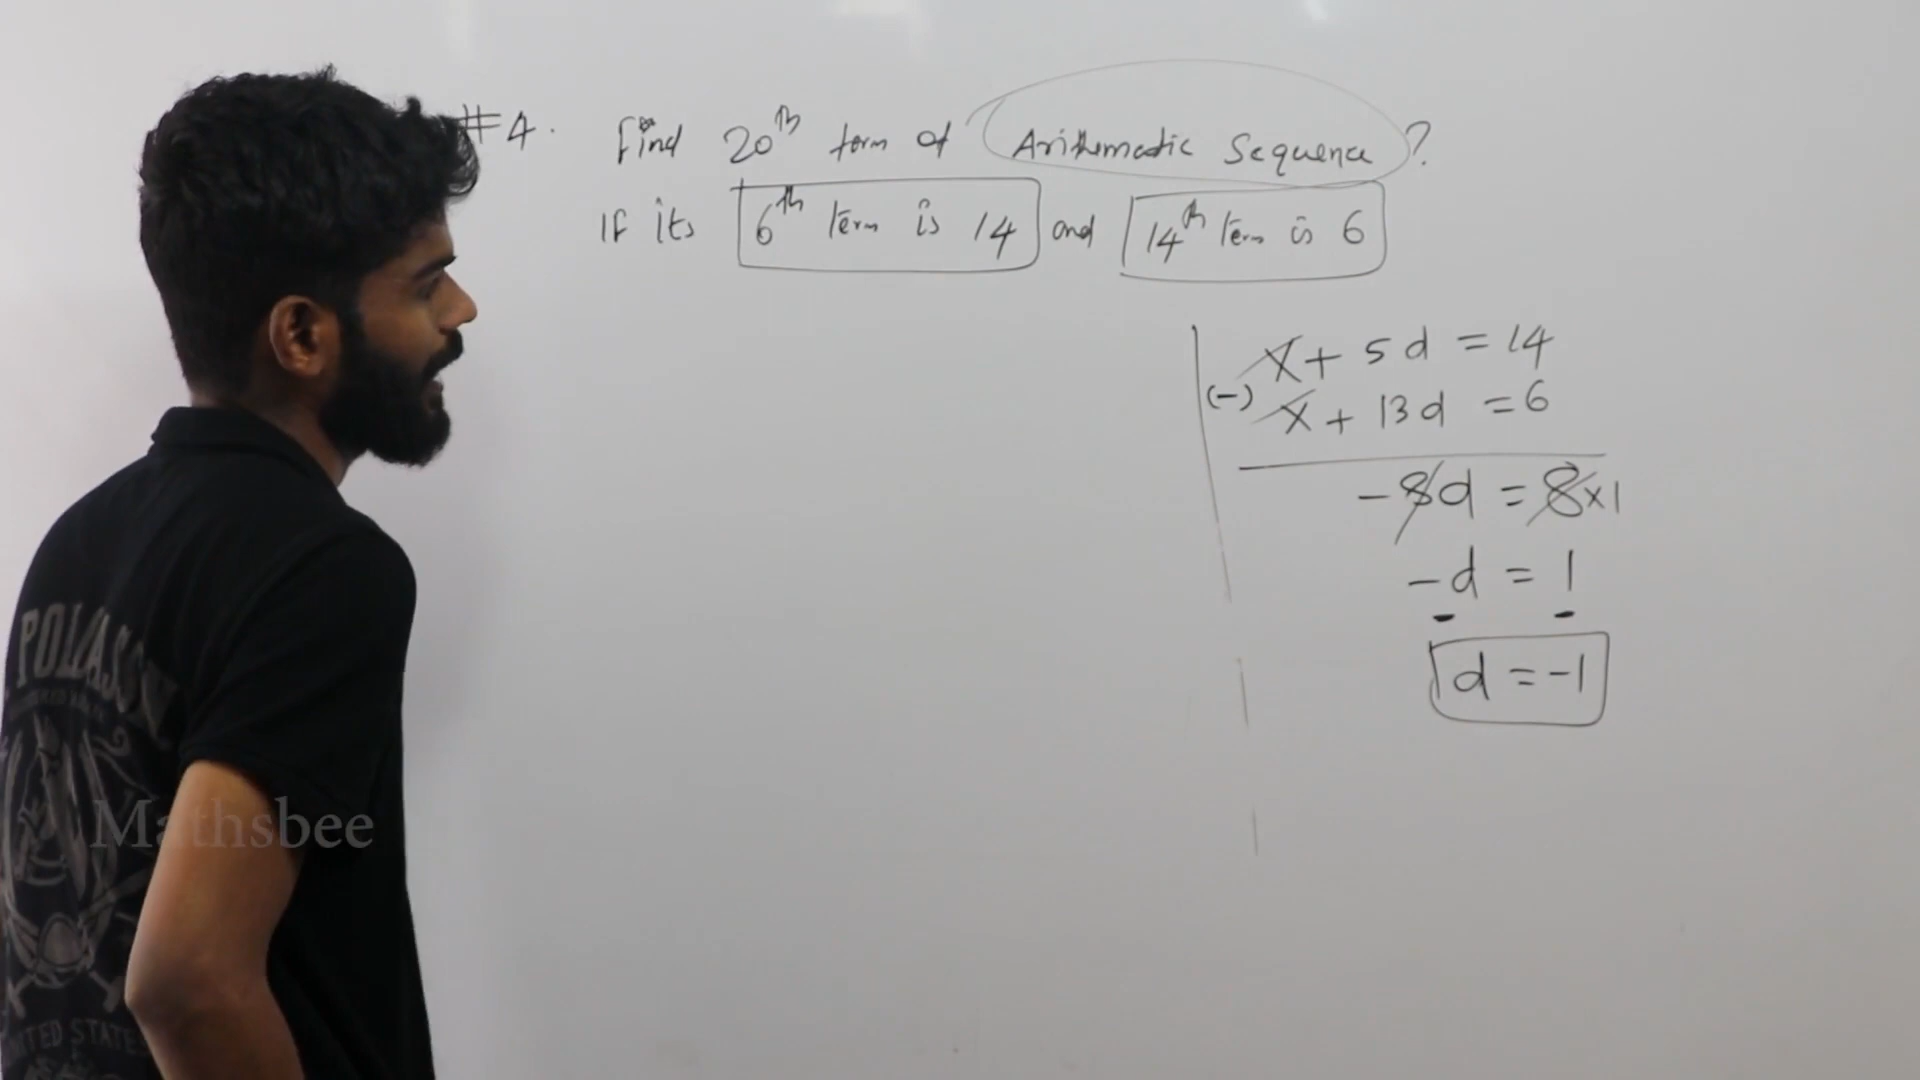 #4. Find 20th term of Arithematic Sequence?
If its 6th term is 14 and 14th term is 6
x + 5d = 14
(-) x + 13d = 6
-8d = 8x1
-d = 1
d = -1
Mathsbee